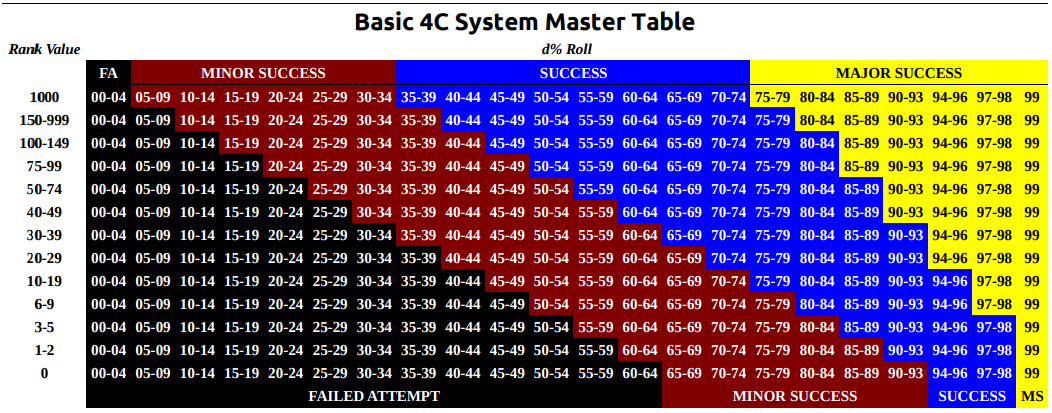 Basic 4C System Master Table
Rank Value d% Roll
FA MINOR SUCCESS SUCCESS MAJOR SUCCESS
1000 00-04 05-09 10-14 15-19 20-24 25-29 30-34 35-39 40-44 45-49 50-54 55-59 60-64 65-69 70-74 75-79 80-84 85-89 90-93 94-96 97-98 99
150-999 00-04 05-09 10-14 15-19 20-24 25-29 30-34 35-39 40-44 45-49 50-54 55-59 60-64 65-69 70-74 75-79 80-84 85-89 90-93 94-96 97-98 99
100-149 00-04 05-09 10-14 15-19 20-24 25-29 30-34 35-39 40-44 45-49 50-54 55-59 60-64 65-69 70-74 75-79 80-84 85-89 90-93 94-96 97-98 99
75-99 00-04 05-09 10-14 15-19 20-24 25-29 30-34 35-39 40-44 45-49 50-54 55-59 60-64 65-69 70-74 75-79 80-84 85-89 90-93 94-96 97-98 99
50-74 00-04 05-09 10-14 15-19 20-24 25-29 30-34 35-39 40-44 45-49 50-54 55-59 60-64 65-69 70-74 75-79 80-84 85-89 90-93 94-96 97-98 99
40-49 00-04 05-09 10-14 15-19 20-24 25-29 30-34 35-39 40-44 45-49 50-54 55-59 60-64 65-69 70-74 75-79 80-84 85-89 90-93 94-96 97-98 99
30-39 00-04 05-09 10-14 15-19 20-24 25-29 30-34 35-39 40-44 45-49 50-54 55-59 60-64 65-69 70-74 75-79 80-84 85-89 90-93 94-96 97-98 99
20-29 00-04 05-09 10-14 15-19 20-24 25-29 30-34 35-39 40-44 45-49 50-54 55-59 60-64 65-69 70-74 75-79 80-84 85-89 90-93 94-96 97-98 99
10-19 00-04 05-09 10-14 15-19 20-24 25-29 30-34 35-39 40-44 45-49 50-54 55-59 60-64 65-69 70-74 75-79 80-84 85-89 90-93 94-96 97-98 99
6-9 00-04 05-09 10-14 15-19 20-24 25-29 30-34 35-39 40-44 45-49 50-54 55-59 60-64 65-69 70-74 75-79 80-84 85-89 90-93 94-96 97-98 99
3-5 00-04 05-09 10-14 15-19 20-24 25-29 30-34 35-39 40-44 45-49 50-54 55-59 60-64 65-69 70-74 75-79 80-84 85-89 90-93 94-96 97-98 99
1-2 00-04 05-09 10-14 15-19 20-24 25-29 30-34 35-39 40-44 45-49 50-54 55-59 60-64 65-69 70-74 75-79 80-84 85-89 90-93 94-96 97-98 99
0 00-04 05-09 10-14 15-19 20-24 25-29 30-34 35-39 40-44 45-49 50-54 55-59 60-64 65-69 70-74 75-79 80-84 85-89 90-93 94-96 97-98 99
FAILED ATTEMPT MINOR SUCCESS SUCCESS MS